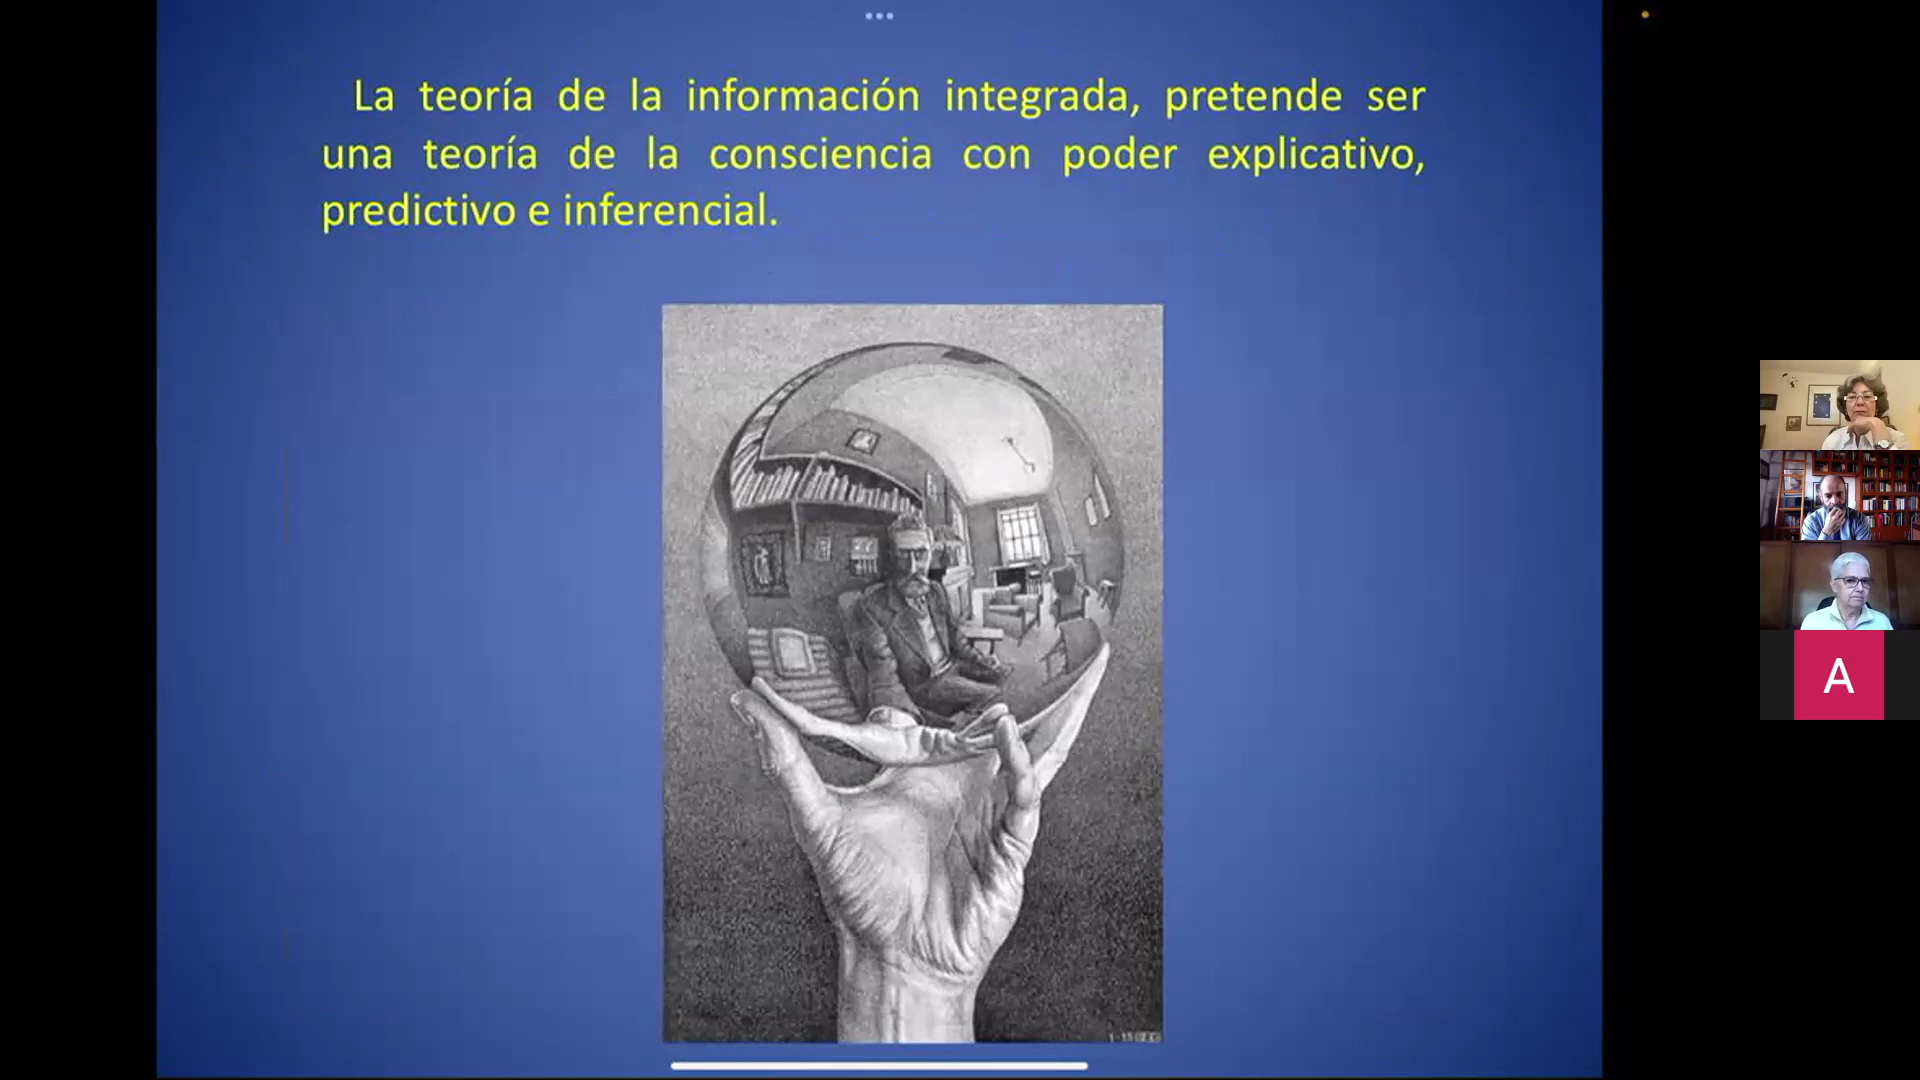 La teoría de la información integrada, pretende ser
una teoría de la consciencia con poder explicativo,
predictivo e inferencial.
A